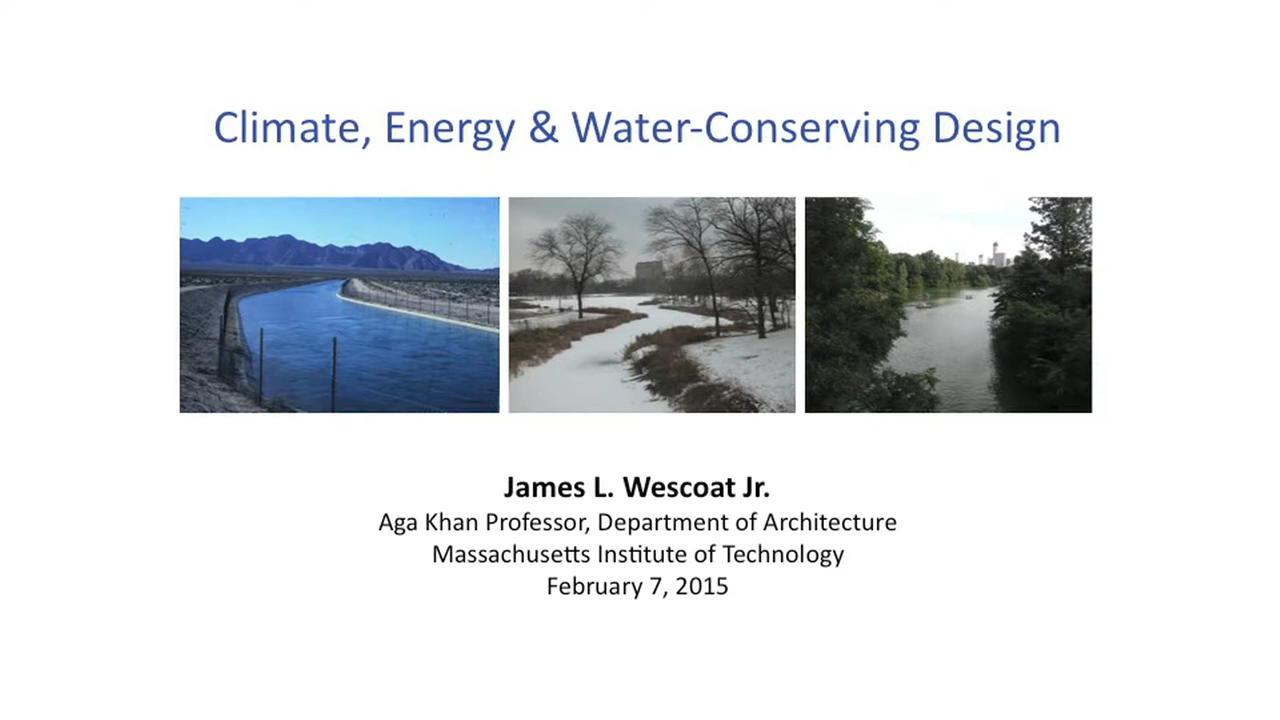 Climate, Energy & Water-Conserving Design
James L. Wescoat Jr.
Aga Khan Professor, Department of Architecture
Massachusetts Institute of Technology
February 7, 2015